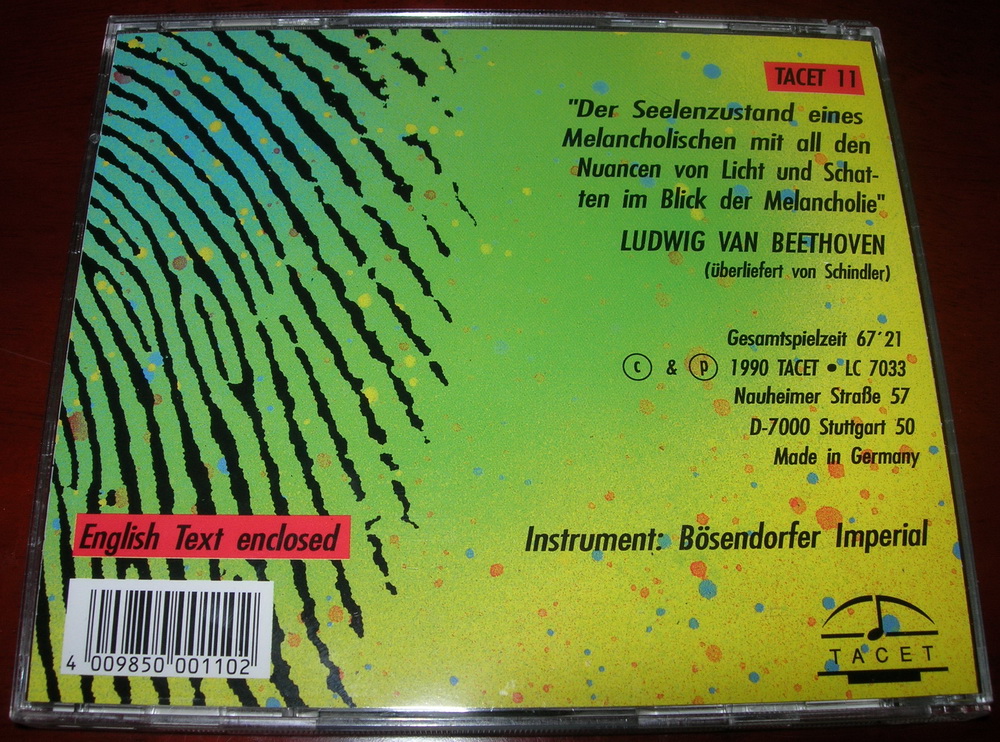 TACET 11
"Der Seelenzustand eines
Melancholischen mit all den
Nuancen von Licht und Schat-
ten im Blick der Melancholie"
LUDWIG VAN BEETHOVEN
(überliefert von Schindler)
Gesamtspielzeit 67´21
ⓒ & ⓟ 1990 TACET • LC 7033
Nauheimer Straße 57
D-7000 Stuttgart 50
Made in Germany
English Text enclosed
Instrument: Bösendorfer Imperial
4 009850 001102
TACET